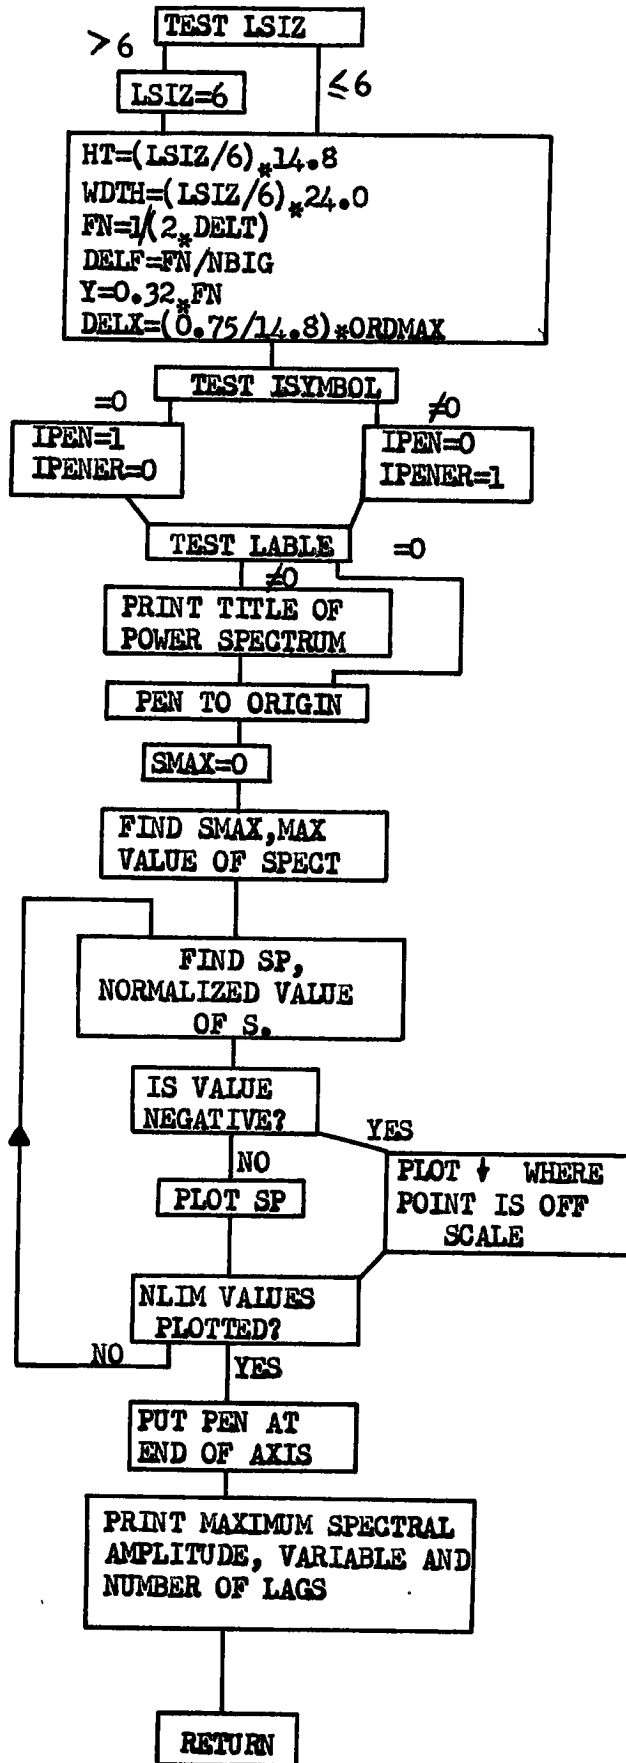 TEST LSIZ
>6
≤6
LSIZ=6
HT=(LSIZ/6)*14.8
WDTH=(LSIZ/6)*24.0
FN=1/(2*DELT)
DELF=FN/NBIG
Y=0.32*FN
DELX=(0.75/14.8)*ORDMAX
TEST ISYMBOL
=0
≠0
IPEN=1
IPENER=0
IPEN=0
IPENER=1
TEST LABLE
=0
≠0
PRINT TITLE OF
POWER SPECTRUM
PEN TO ORIGIN
SMAX=0
FIND SMAX,MAX
VALUE OF SPECT
FIND SP,
NORMALIZED VALUE
OF S.
IS VALUE
NEGATIVE?
YES
NO
PLOT ↓ WHERE
POINT IS OFF
SCALE
PLOT SP
NLIM VALUES
PLOTTED?
NO
YES
PUT PEN AT
END OF AXIS
PRINT MAXIMUM SPECTRAL
AMPLITUDE, VARIABLE AND
NUMBER OF LAGS
RETURN